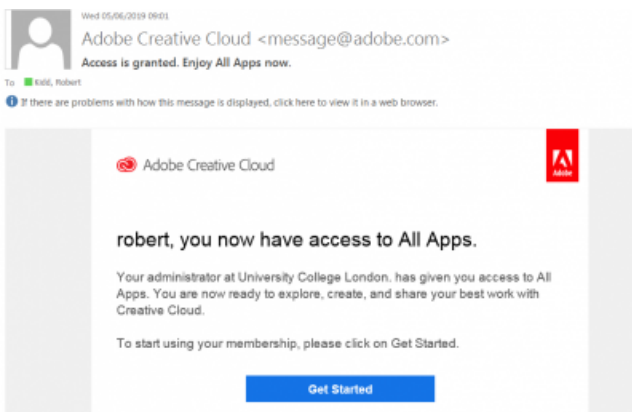 Wed 05/06/2019 09:01
Adobe Creative Cloud <message@adobe.com>
Access is granted. Enjoy All Apps now.
To Kidd, Robert
If there are problems with how this message is displayed, click here to view it in a web browser.
Adobe Creative Cloud
Adobe
robert, you now have access to All Apps.
Your administrator at University College London. has given you access to All
Apps. You are now ready to explore, create, and share your best work with
Creative Cloud.
To start using your membership, please click on Get Started.
Get Started